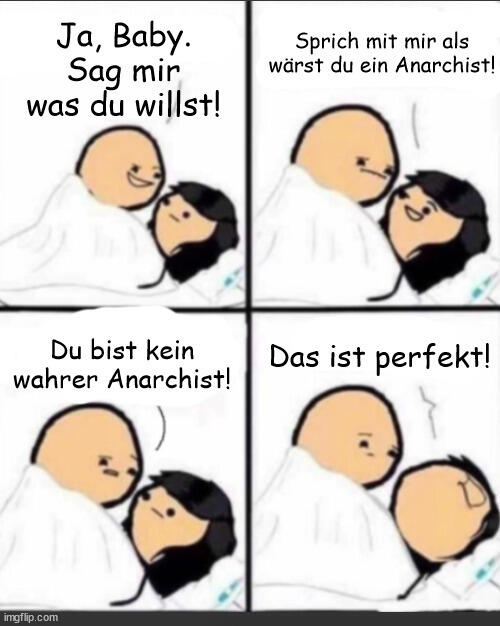 Ja, Baby.
Sag mir
was du willst!
Sprich mit mir als
wärst du ein Anarchist!
Du bist kein
wahrer Anarchist!
Das ist perfekt!
imgflip.com